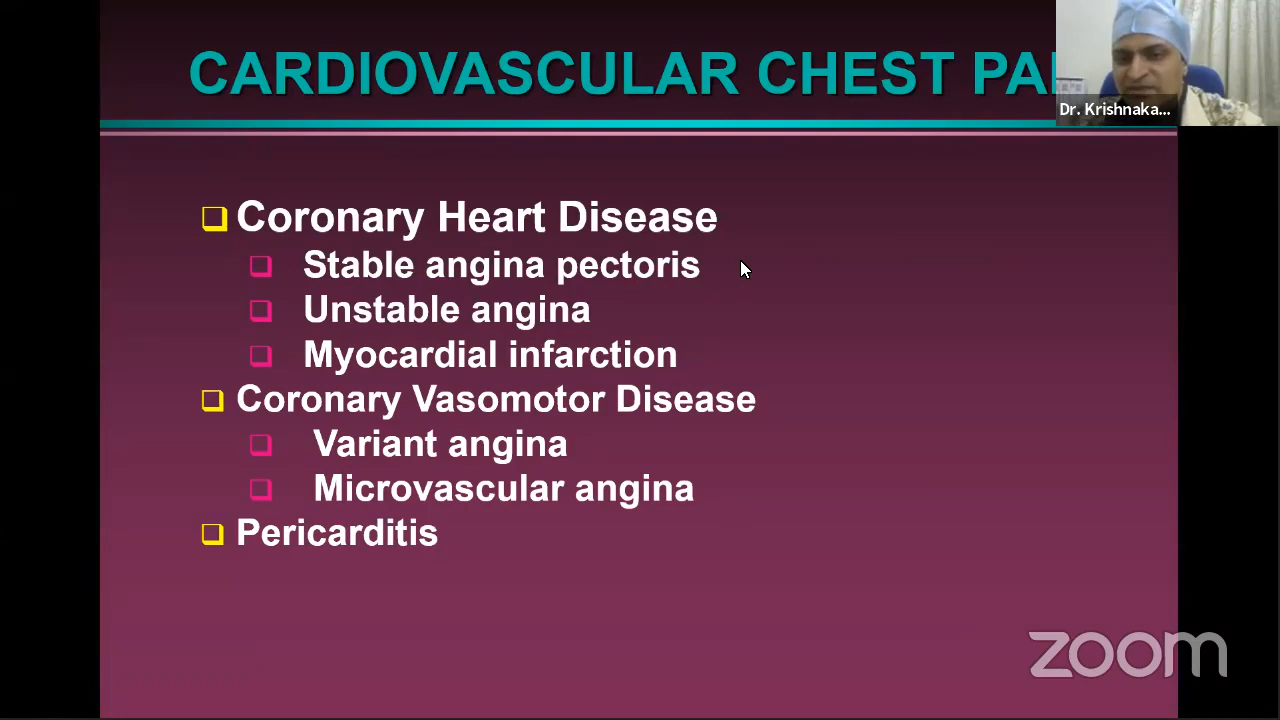 CARDIOVASCULAR CHEST PA
Dr. Krishnaka...
Coronary Heart Disease
Stable angina pectoris
Unstable angina
Myocardial infarction
Coronary Vasomotor Disease
Variant angina
Microvascular angina
Pericarditis
zoom